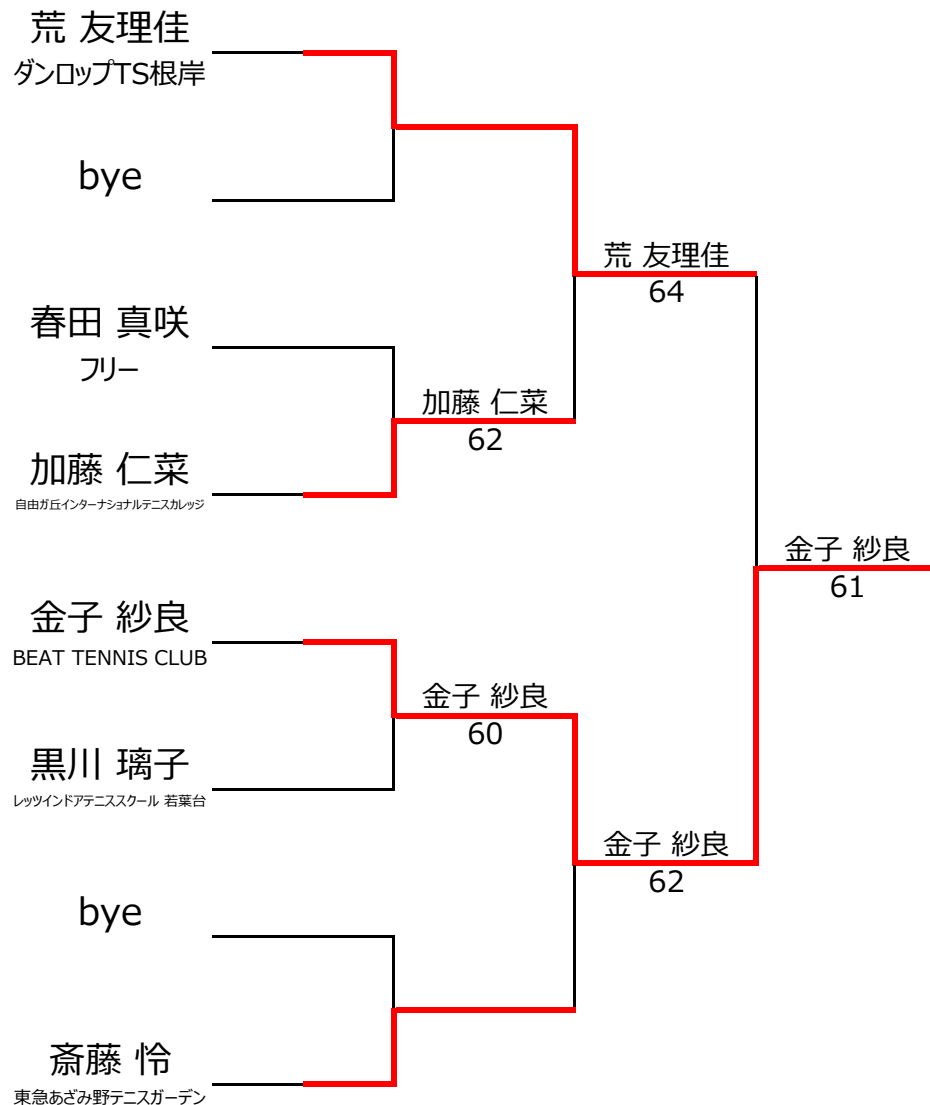 荒 友理佳
ダンロップTS根岸
bye
春田 真咲
フリー
加藤 仁菜
自由ガ丘インターナショナルテニスカレッジ
金子 紗良
BEAT TENNIS CLUB
黒川 璃子
レッツインドアテニススクール 若葉台
bye
斎藤 怜
東急あざみ野テニスガーデン
加藤 仁菜
62
金子 紗良
60
荒 友理佳
64
金子 紗良
62
金子 紗良
61